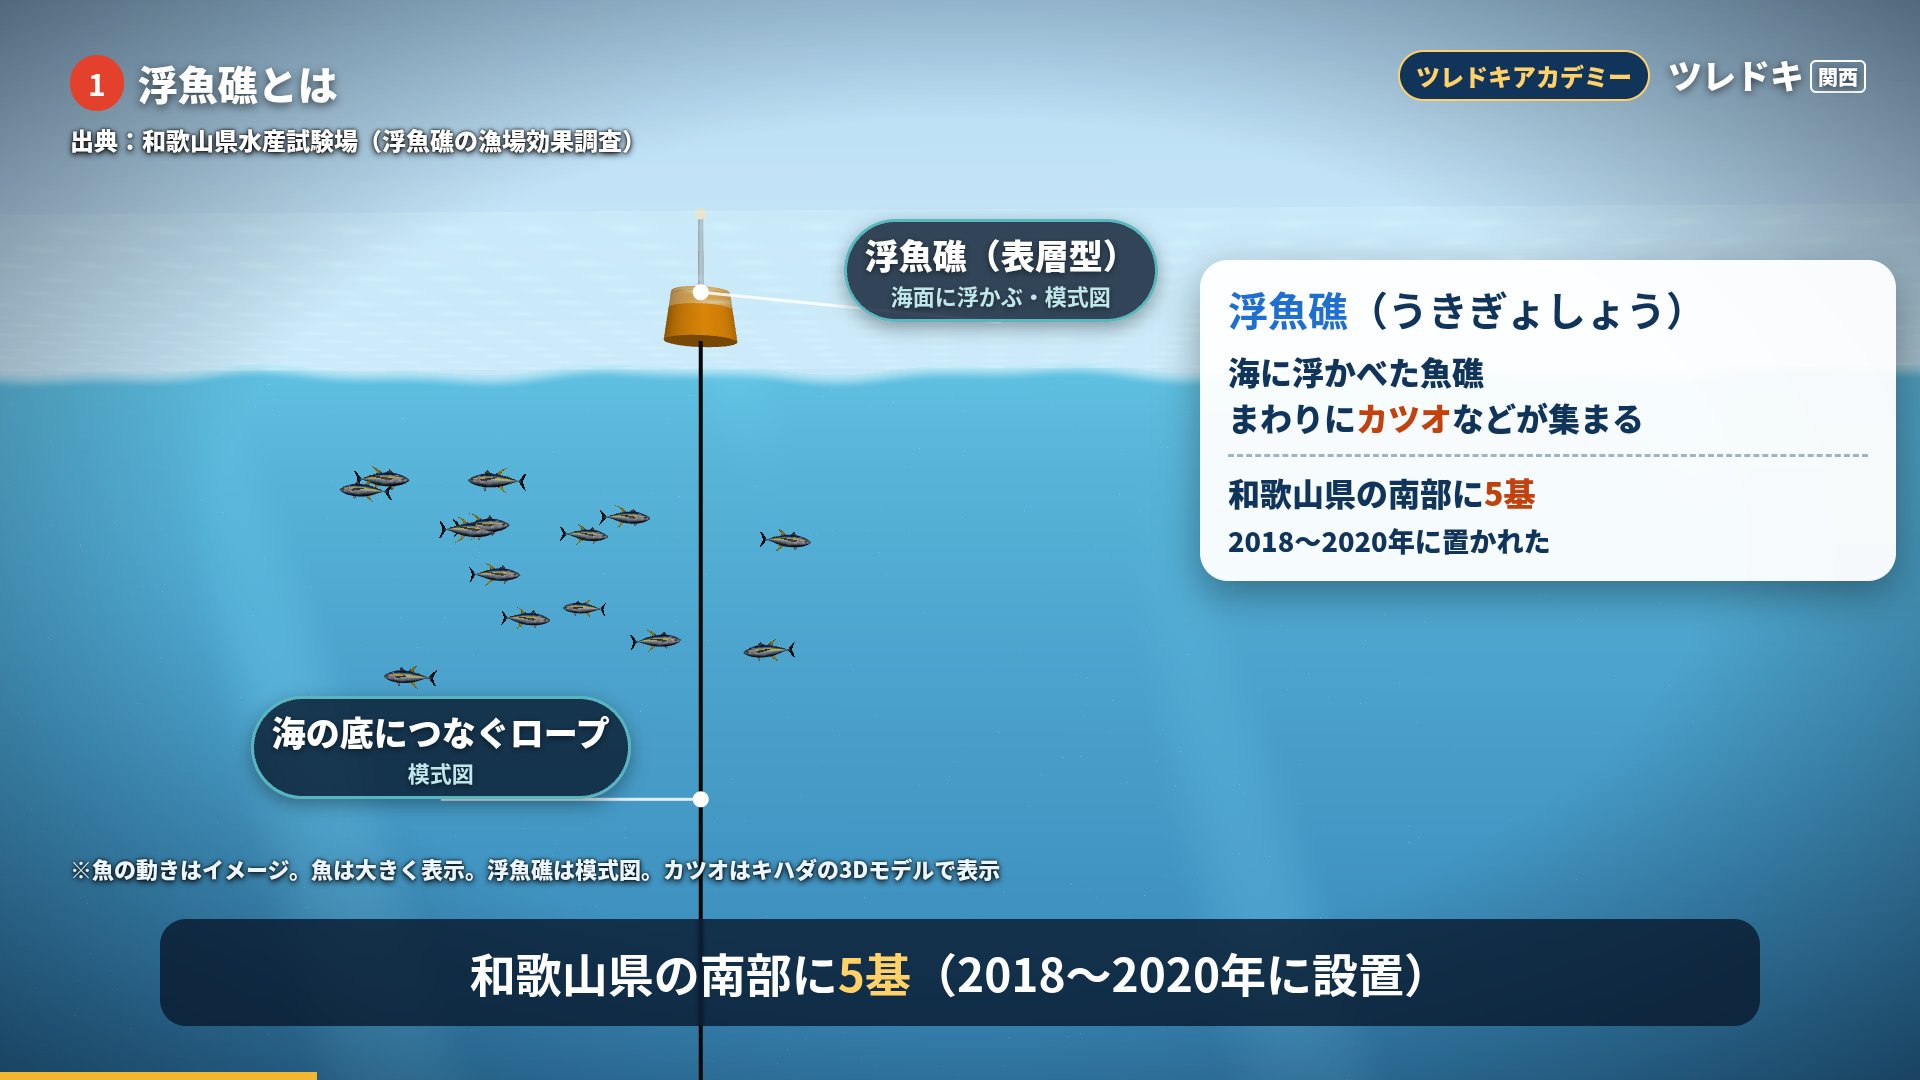 1 浮魚礁とは
出典：和歌山県水産試験場（浮魚礁の漁場効果調査）
ツレドキアカデミー ツレドキ 関西
浮魚礁（表層型）
海面に浮かぶ・模式図
浮魚礁（うきぎょしょう）
海に浮かべた魚礁
まわりにカツオなどが集まる
和歌山県の南部に5基
2018〜2020年に置かれた
海の底につなぐロープ
模式図
※魚の動きはイメージ。魚は大きく表示。浮魚礁は模式図。カツオはキハダの3Dモデルで表示
和歌山県の南部に5基（2018〜2020年に設置）